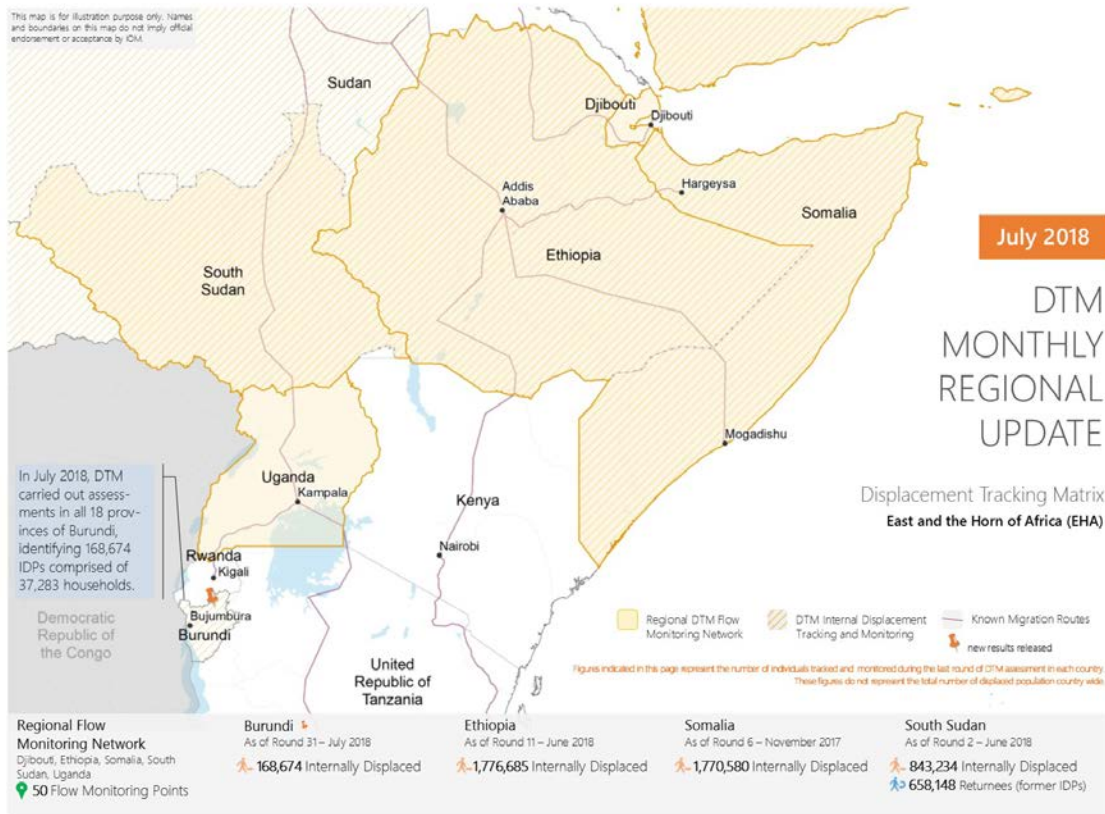 This map is for illustration purpose only. Names
and boundaries on this map do not imply official
endorsement or acceptance by IOM.
Sudan
Djibouti
Djibouti
Addis
Ababa
Hargeysa
Somalia
Ethiopia
South
Sudan
July 2018
DTM
MONTHLY
REGIONAL
UPDATE
Displacement Tracking Matrix
East and the Horn of Africa (EHA)
Mogadishu
Uganda
Kampala
Kenya
Nairobi
In July 2018, DTM
carried out assess-
ments in all 18 prov-
inces of Burundi,
identifying 168,674
IDPs comprised of
37,283 households.
Rwanda
Kigali
Bujumbura
Burundi
Democratic
Republic of
the Congo
United
Republic of
Tanzania
Regional DTM Flow
Monitoring Network
DTM Internal Displacement
Tracking and Monitoring
Known Migration Routes
new results released
Figures indicated in this page represent the number of individuals tracked and monitored during the last round of DTM assessment in each country.
These figures do not represent the total number of displaced population country wide.
Regional Flow
Monitoring Network
Djibouti, Ethiopia, Somalia, South
Sudan, Uganda
50 Flow Monitoring Points
Burundi
As of Round 31 – July 2018
168,674 Internally Displaced
Ethiopia
As of Round 11 – June 2018
1,776,685 Internally Displaced
Somalia
As of Round 6 – November 2017
1,770,580 Internally Displaced
South Sudan
As of Round 2 – June 2018
843,234 Internally Displaced
658,148 Returnees (former IDPs)